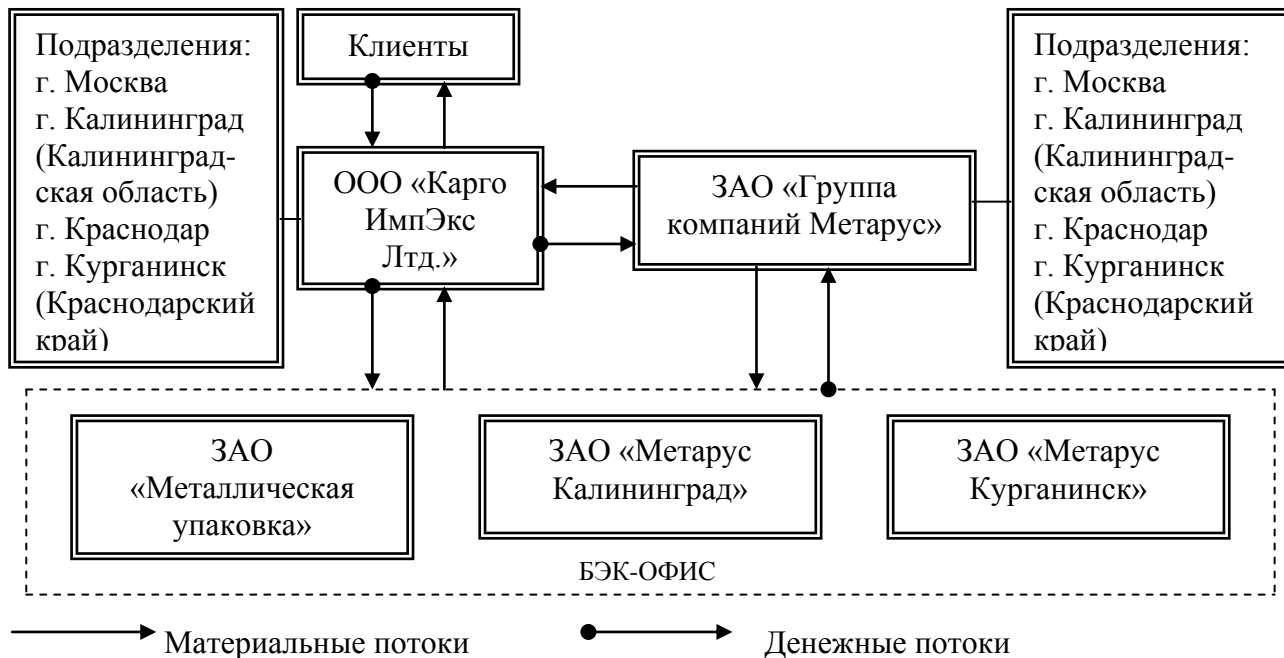 Подразделения:
г. Москва
г. Калининград
(Калининград-
ская область)
г. Краснодар
г. Курганинск
(Краснодарский
край)
Клиенты
ООО «Карго
ИмпЭкс
Лтд.»
ЗАО «Группа
компаний Метарус»
Подразделения:
г. Москва
г. Калининград
(Калининград-
ская область)
г. Краснодар
г. Курганинск
(Краснодарский
край)
ЗАО
«Металлическая
упаковка»
ЗАО «Метарус
Калининград»
ЗАО «Метарус
Курганинск»
БЭК-ОФИС
Материальные потоки
Денежные потоки